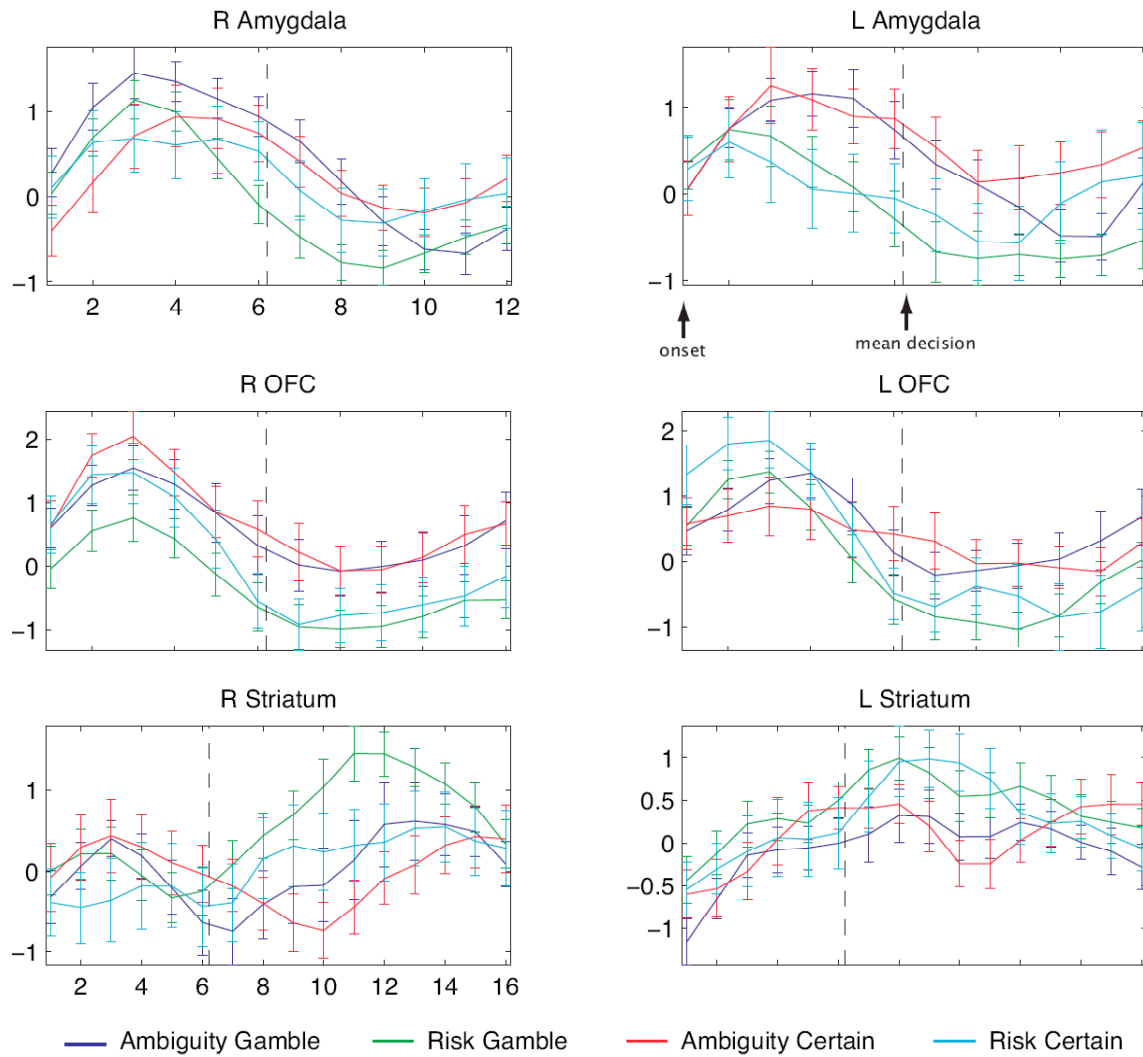 R Amygdala
L Amygdala
1
0
−1
2 4 6 8 10 12
1
0
−1
onset
mean decision
R OFC
L OFC
2
1
0
−1
2
1
0
−1
R Striatum
L Striatum
1
0
−1
2 4 6 8 10 12 14 16
1
0.5
0
−0.5
−1
Ambiguity Gamble
Risk Gamble
Ambiguity Certain
Risk Certain